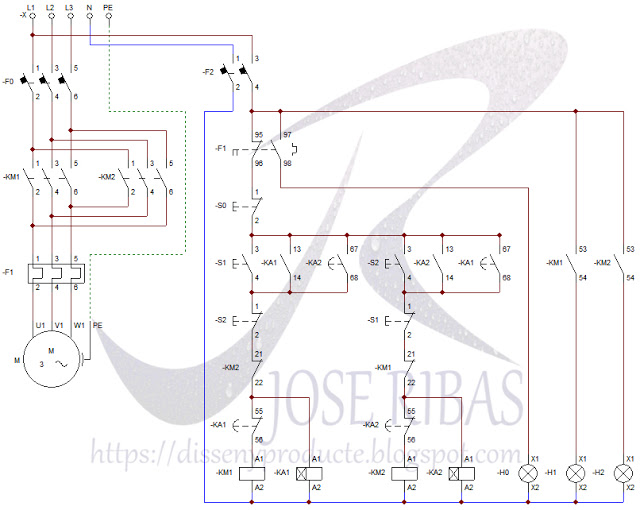 L1 L2 L3 N PE
-X
1 3 5
-F0
2 4 6
-F2
1 3
2 4
1 3 5
-KM1
2 4 6
1 3 5
-KM2
2 4 6
-F1
1 3 5
2 4 6
U1 V1 W1 PE
M
M
3
95 97
-F1
96 98
1
-S0
2
3 13 67
-S1 -KA1 -KA2
4 14 68
3 13 67
-S2 -KA2 -KA1
4 14 68
53 53
-KM1 -KM2
54 54
1 1
-S2 -S1
2 2
21 21
-KM2 -KM1
22 22
55 55
-KA1 -KA2
56 56
JOSE RIBAS
https://dissenyproducte.blogspot.com
A1 A1 A1 A1 X1 X1 X1
-KM1 -KA1 -KM2 -KA2 -H0 -H1 -H2
A2 A2 A2 A2 X2 X2 X2